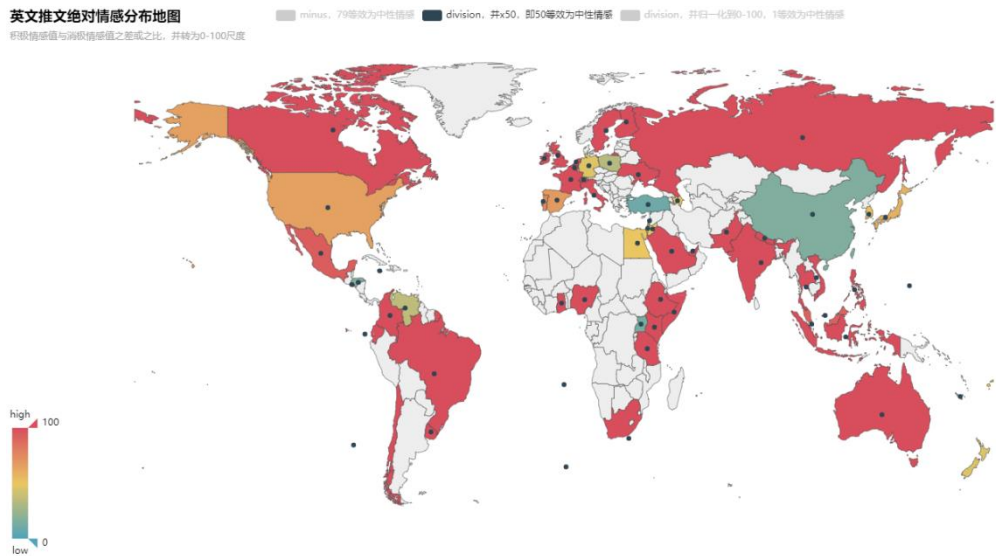 英文推文绝对情感分布地图
minus，79等效为中性情感
division，并x50，即50等效为中性情感
division，并归一化到0-100，1等效为中性情感
积极情感值与消极情感值之差或之比，并转为0-100尺度
high
100
0
low